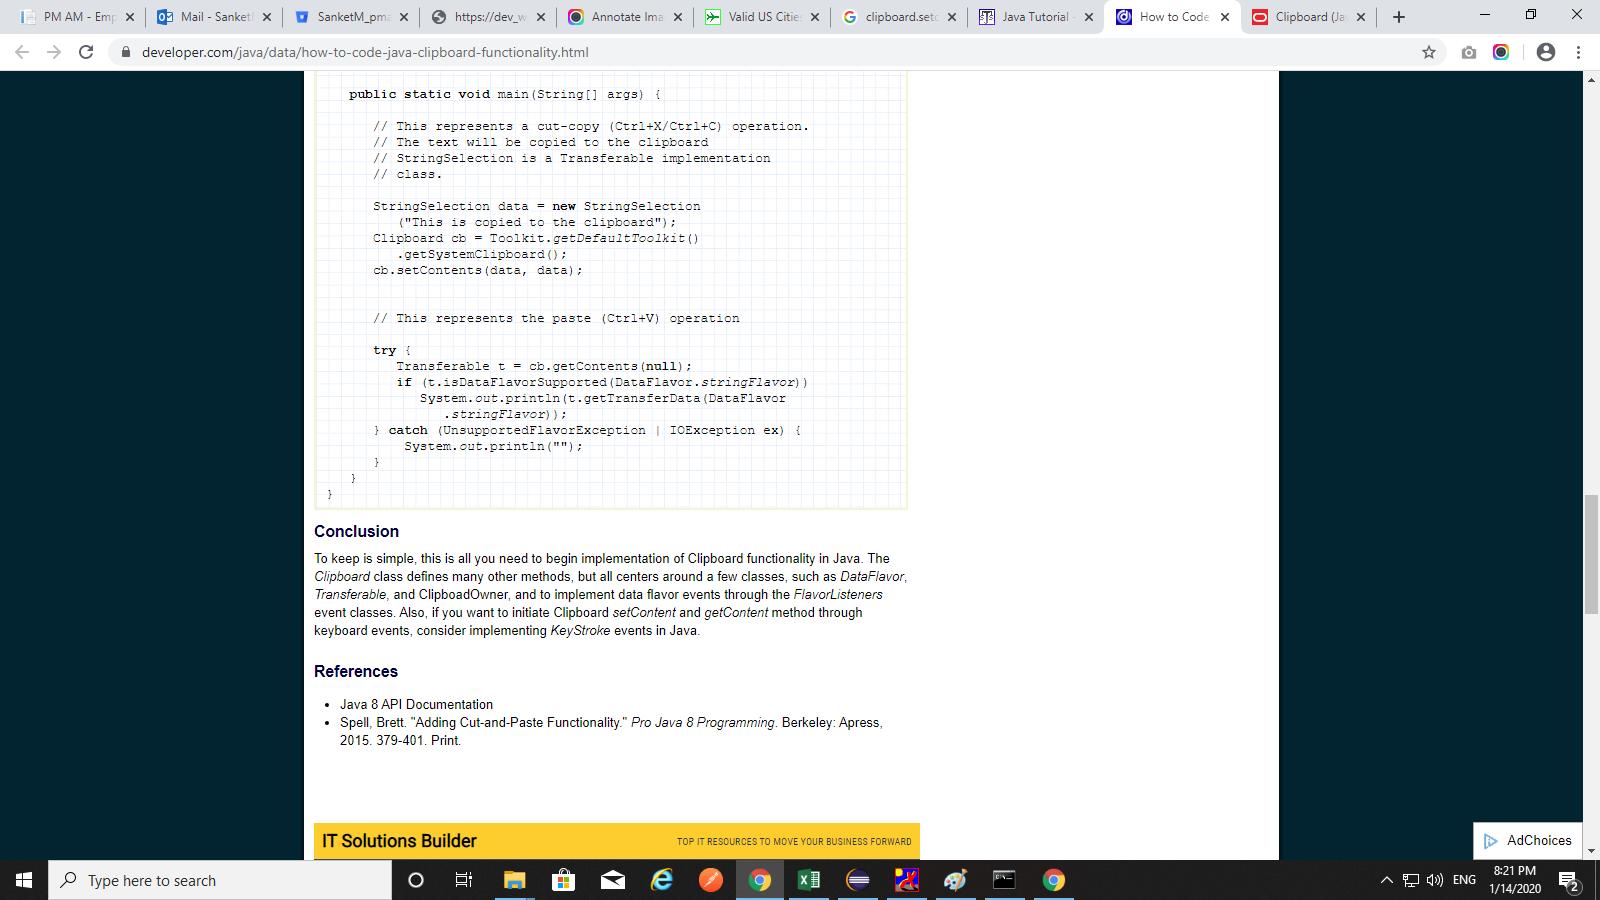 PM AM - Emp
Mail - Sanket
SanketM_pma
https://dev_w
Annotate Ima
Valid US Citie
clipboard.setc
Java Tutorial -
How to Code
Clipboard (Ja
developer.com/java/data/how-to-code-java-clipboard-functionality.html
public static void main(String[] args) {
// This represents a cut-copy (Ctrl+X/Ctrl+C) operation.
// The text will be copied to the clipboard
// StringSelection is a Transferable implementation
// class.
StringSelection data = new StringSelection
("This is copied to the clipboard");
Clipboard cb = Toolkit.getDefaultToolkit()
.getSystemClipboard();
cb.setContents(data, data);
// This represents the paste (Ctrl+V) operation
try {
Transferable t = cb.getContents(null);
if (t.isDataFlavorSupported(DataFlavor.stringFlavor))
System.out.println(t.getTransferData(DataFlavor
.stringFlavor));
} catch (UnsupportedFlavorException | IOException ex) {
System.out.println("");
}
}
}
Conclusion
To keep is simple, this is all you need to begin implementation of Clipboard functionality in Java. The
Clipboard class defines many other methods, but all centers around a few classes, such as DataFlavor,
Transferable, and ClipboadOwner, and to implement data flavor events through the FlavorListeners
event classes. Also, if you want to initiate Clipboard setContent and getContent method through
keyboard events, consider implementing KeyStroke events in Java.
References
• Java 8 API Documentation
• Spell, Brett. "Adding Cut-and-Paste Functionality." Pro Java 8 Programming. Berkeley: Apress,
2015. 379-401. Print.
IT Solutions Builder
TOP IT RESOURCES TO MOVE YOUR BUSINESS FORWARD
AdChoices
Type here to search
ENG
8:21 PM
1/14/2020
2